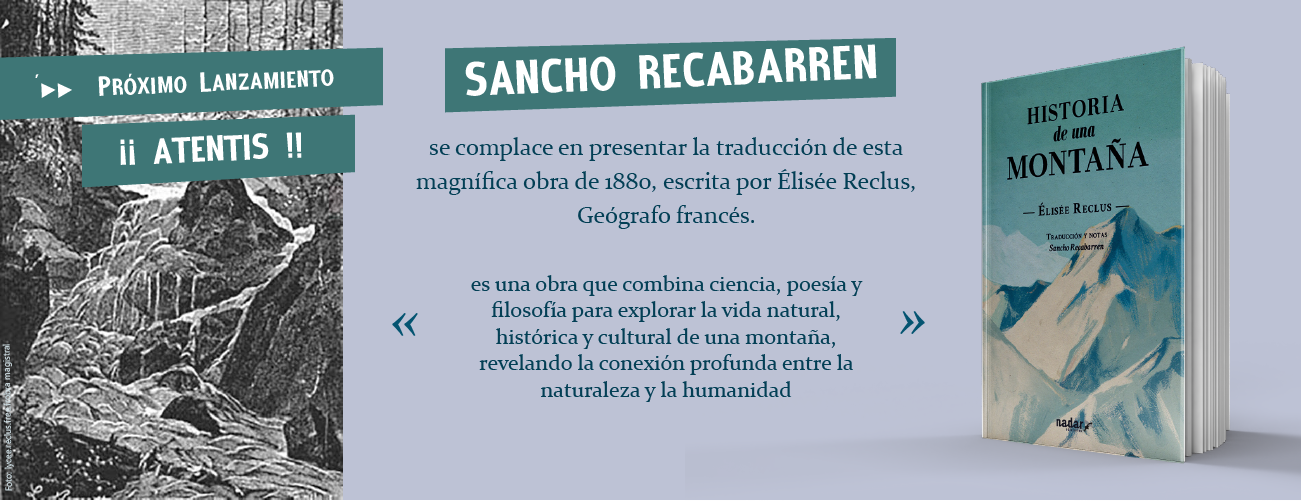 ▸▸ Próximo Lanzamiento
¡¡ ATENTIS !!
SANCHO RECABARREN
se complace en presentar la traducción de esta
magnífica obra de 1880, escrita por Élisée Reclus,
Geógrafo francés.
« es una obra que combina ciencia, poesía y
filosofía para explorar la vida natural,
histórica y cultural de una montaña,
revelando la conexión profunda entre la
naturaleza y la humanidad »
HISTORIA
de una
MONTAÑA
— Élisée Reclus —
Traducción y notas
Sancho Recabarren
nadar